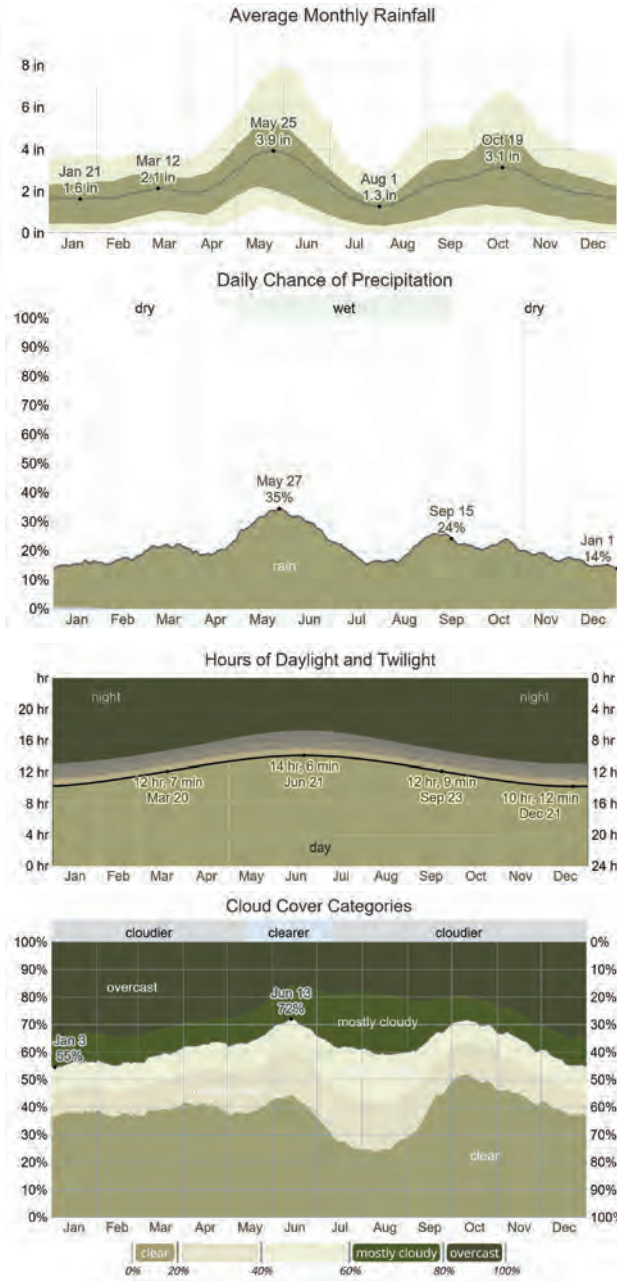 Average Monthly Rainfall
8 in
6 in
4 in
2 in
0 in
May 25
3.9 in
Oct 19
3.1 in
Mar 12
2.1 in
Jan 21
1.6 in
Aug 1
1.3 in
Jan Feb Mar Apr May Jun Jul Aug Sep Oct Nov Dec
Daily Chance of Precipitation
dry wet dry
100%
90%
80%
70%
60%
50%
40%
30%
20%
10%
0%
May 27
35%
Sep 15
24%
Jan 1
14%
rain
Jan Feb Mar Apr May Jun Jul Aug Sep Oct Nov Dec
Hours of Daylight and Twilight
hr 0 hr
20 hr 4 hr
16 hr 8 hr
12 hr 12 hr
8 hr 16 hr
4 hr 20 hr
0 hr 24 hr
night night
12 hr, 7 min
Mar 20
14 hr, 6 min
Jun 21
12 hr, 9 min
Sep 23
10 hr, 12 min
Dec 21
day
Jan Feb Mar Apr May Jun Jul Aug Sep Oct Nov Dec
Cloud Cover Categories
cloudier clearer cloudier
100% 0%
90% 10%
80% 20%
70% 30%
60% 40%
50% 50%
40% 60%
30% 70%
20% 80%
10% 90%
0% 100%
overcast
Jun 13
72%
mostly cloudy
Jan 3
55%
clear
Jan Feb Mar Apr May Jun Jul Aug Sep Oct Nov Dec
clear mostly cloudy overcast
0% 20% 40% 60% 80% 100%